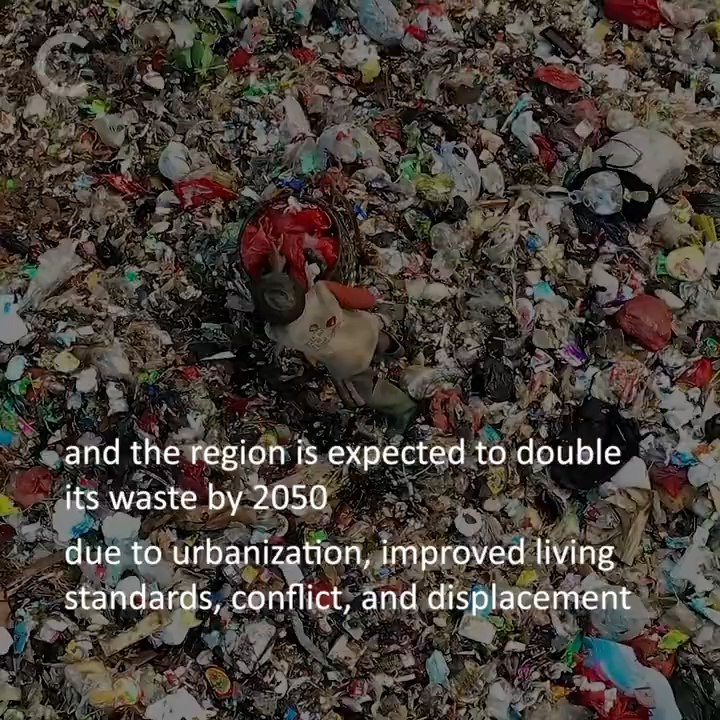 and the region is expected to double
its waste by 2050
due to urbanization, improved living
standards, conflict, and displacement